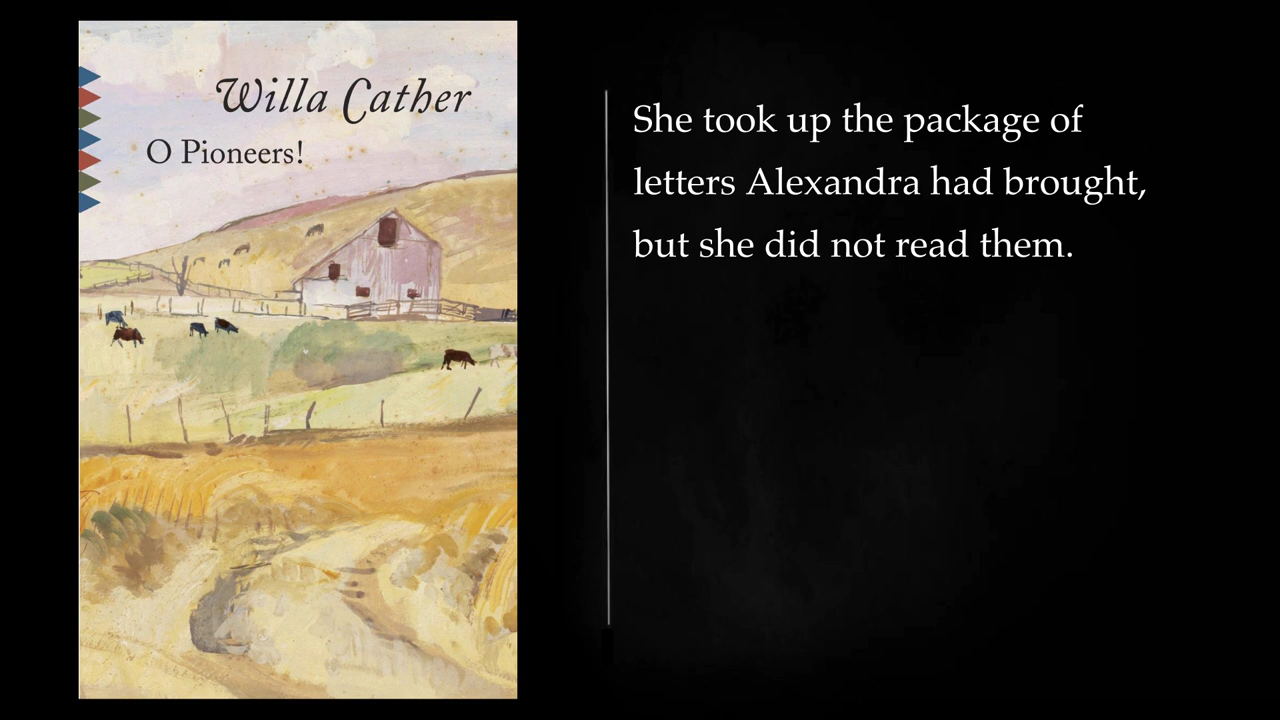 Willa Cather
O Pioneers!
She took up the package of
letters Alexandra had brought,
but she did not read them.